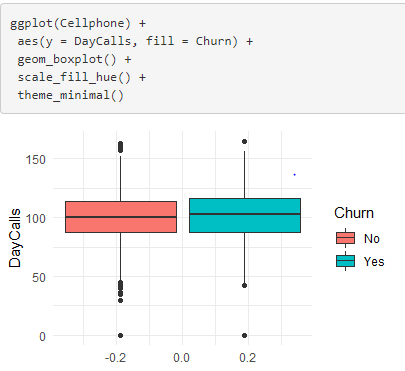 ggplot(Cellphone) +
aes(y = DayCalls, fill = Churn) +
geom_boxplot() +
scale_fill_hue() +
theme_minimal()
150
100
50
0
DayCalls
-0.2
0.0
0.2
Churn
No
Yes